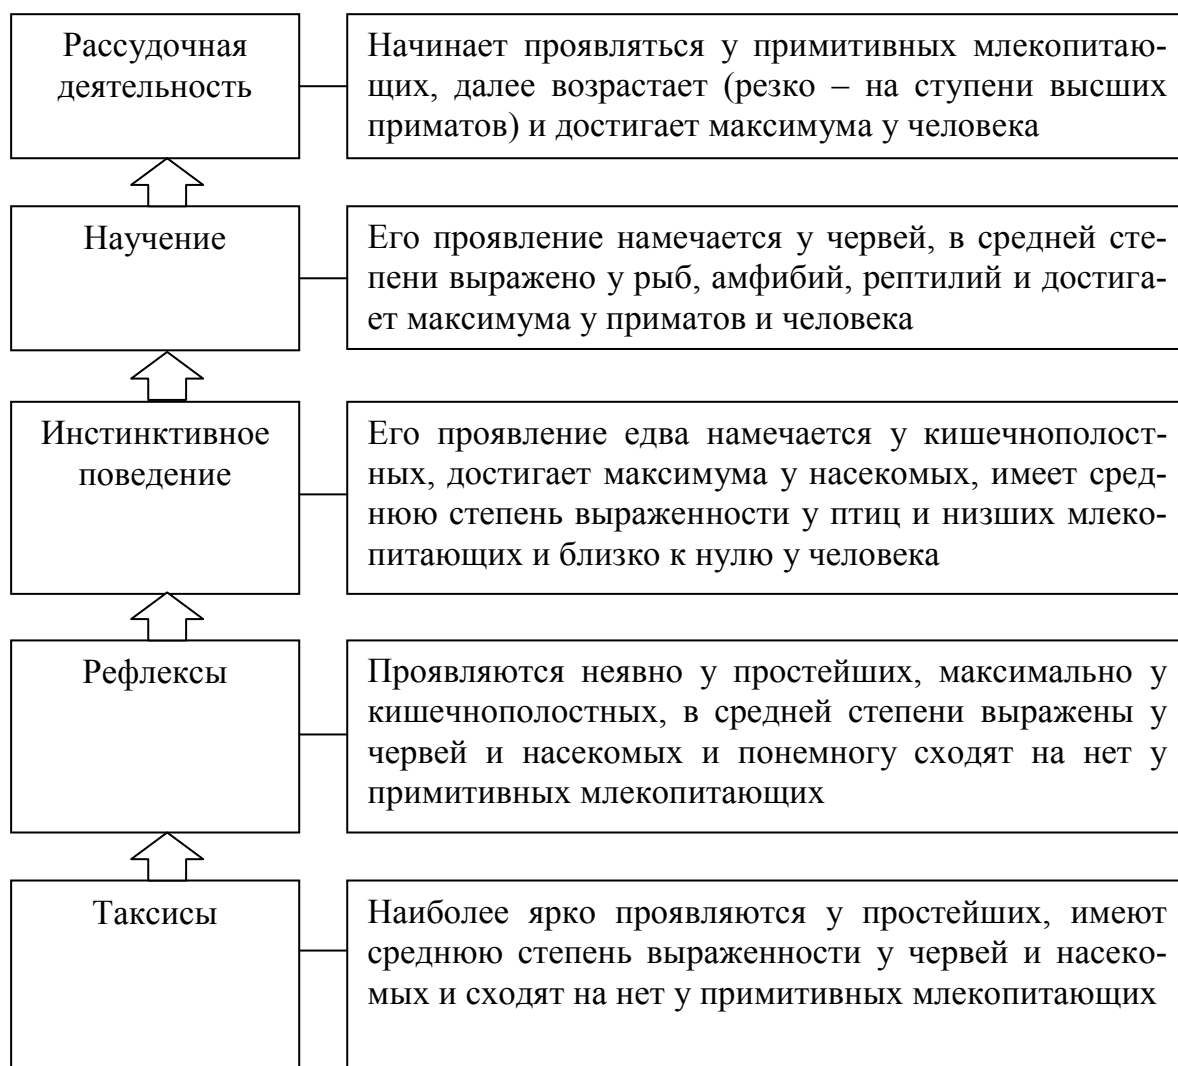 Рассудочная
деятельность
Начинает проявляться у примитивных млекопитаю-
щих, далее возрастает (резко – на ступени высших
приматов) и достигает максимума у человека
Научение
Его проявление намечается у червей, в средней сте-
пени выражено у рыб, амфибий, рептилий и достига-
ет максимума у приматов и человека
Инстинктивное
поведение
Его проявление едва намечается у кишечнополост-
ных, достигает максимума у насекомых, имеет сред-
нюю степень выраженности у птиц и низших млеко-
питающих и близко к нулю у человека
Рефлексы
Проявляются неявно у простейших, максимально у
кишечнополостных, в средней степени выражены у
червей и насекомых и понемногу сходят на нет у
примитивных млекопитающих
Таксисы
Наиболее ярко проявляются у простейших, имеют
среднюю степень выраженности у червей и насеко-
мых и сходят на нет у примитивных млекопитающих